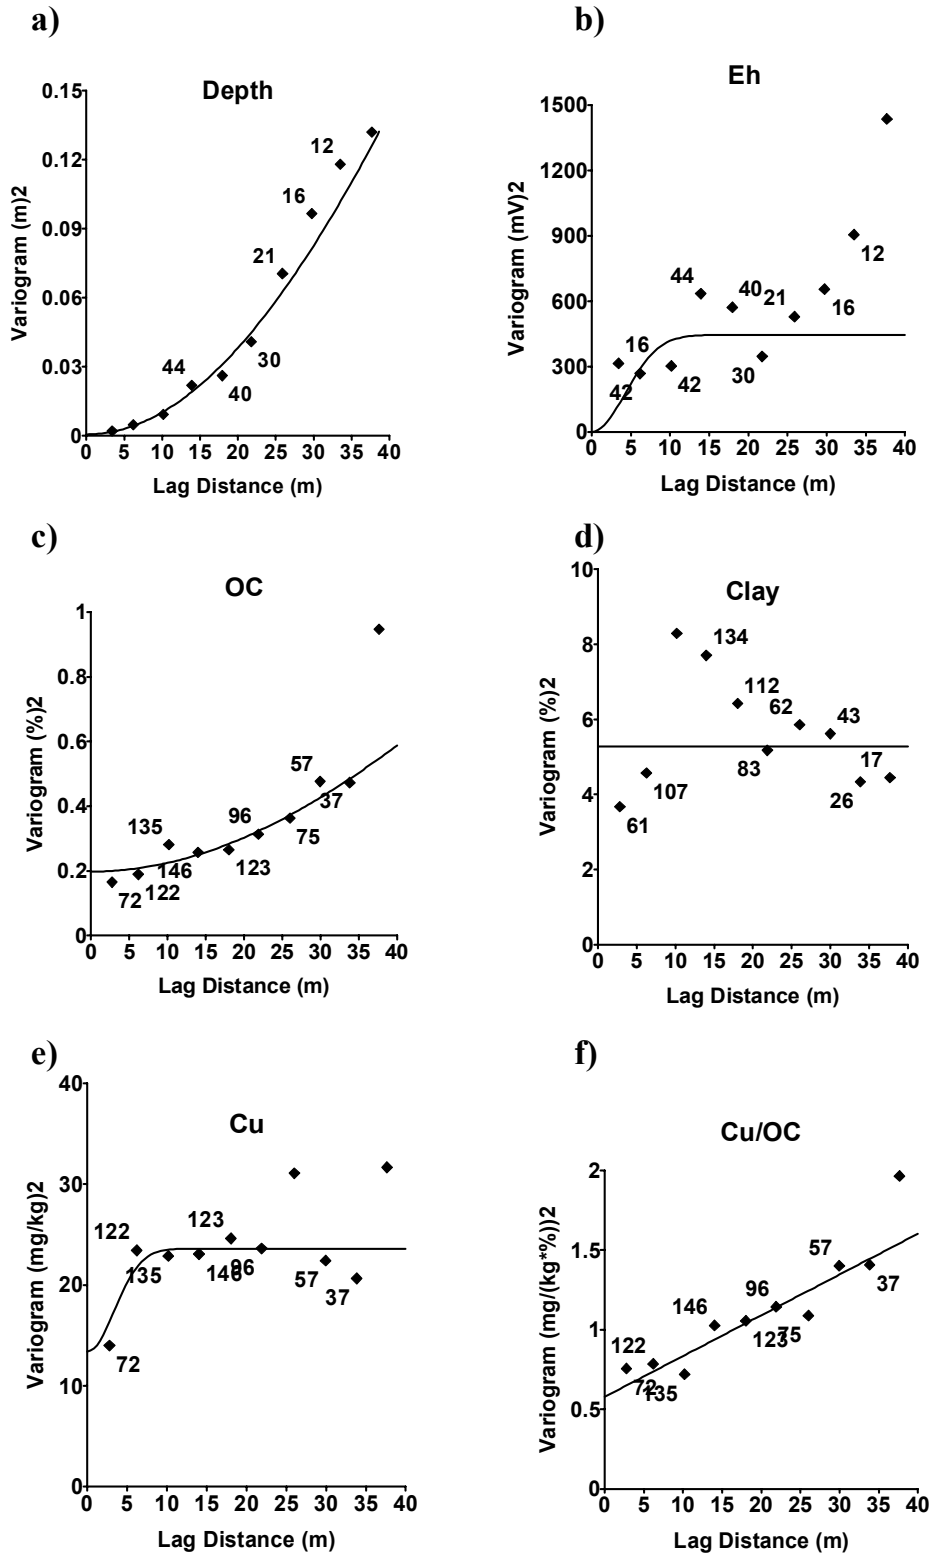 a)
Depth
Variogram (m)2
0.15
0.12
0.09
0.06
0.03
0
12
16
21
44
30
40
0 5 10 15 20 25 30 35 40
Lag Distance (m)
b)
Eh
Variogram (mV)2
1500
1200
900
600
300
0
12
44
40
21
16
16
42
42
30
0 5 10 15 20 25 30 35 40
Lag Distance (m)
c)
OC
Variogram (%)2
1
0.8
0.6
0.4
0.2
0
57
37
135
96
75
146
123
72
122
0 5 10 15 20 25 30 35 40
Lag Distance (m)
d)
Clay
Variogram (%)2
10
8
6
4
2
0
134
112
62
43
83
17
107
26
61
0 5 10 15 20 25 30 35 40
Lag Distance (m)
e)
Cu
Variogram (mg/kg)2
40
30
20
10
0
122
123
135
146
96
57
37
72
0 5 10 15 20 25 30 35 40
Lag Distance (m)
f)
Cu/OC
Variogram (mg/(kg*%))2
2
1.5
1
0.5
0
57
96
37
146
123
75
122
72
135
0 5 10 15 20 25 30 35 40
Lag Distance (m)